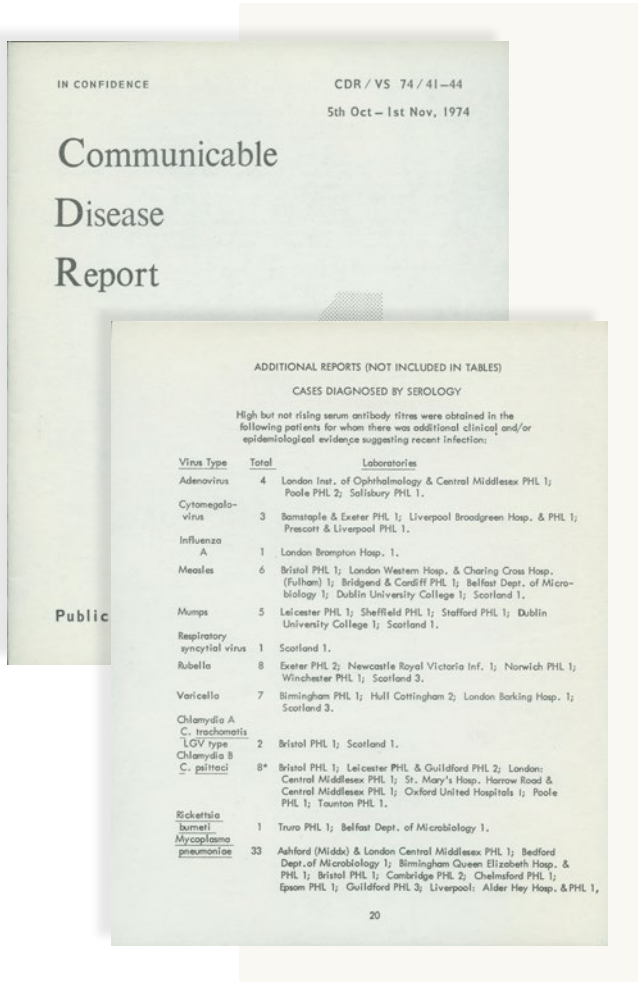 IN CONFIDENCE
CDR/VS 74/41-44
5th Oct – 1st Nov, 1974
Communicable
Disease
Report
Public
ADDITIONAL REPORTS (NOT INCLUDED IN TABLES)
CASES DIAGNOSED BY SEROLOGY
High but not rising serum antibody titres were obtained in the
following patients for whom there was additional clinical and/or
epidemiological evidence suggesting recent infection:
Virus Type Total Laboratories
Adenovirus 4 London Inst. of Ophthalmology & Central Middlesex PHL 1;
Poole PHL 2; Salisbury PHL 1.
Cytomegalo-
virus 3 Barnstaple & Exeter PHL 1; Liverpool Broadgreen Hosp. & PHL 1;
Prescott & Liverpool PHL 1.
Influenza
A 1 London Brompton Hosp. 1.
Measles 6 Bristol PHL 1; London Western Hosp. & Charing Cross Hosp.
(Fulham) 1; Bridgend & Cardiff PHL 1; Belfast Dept. of Micro-
biology 1; Dublin University College 1; Scotland 1.
Mumps 5 Leicester PHL 1; Sheffield PHL 1; Stafford PHL 1; Dublin
University College 1; Scotland 1.
Respiratory
syncytial virus 1 Scotland 1.
Rubella 8 Exeter PHL 2; Newcastle Royal Victoria Inf. 1; Norwich PHL 1;
Winchester PHL 1; Scotland 3.
Varicella 7 Birmingham PHL 1; Hull Cottingham 2; London Barking Hosp. 1;
Scotland 3.
Chlamydia A
C. trachomatis
LGV type 2 Bristol PHL 1; Scotland 1.
Chlamydia B
C. psittaci 8* Bristol PHL 1; Leicester PHL & Guildford PHL 2; London:
Central Middlesex PHL 1; St. Mary's Hosp. Harrow Road &
Central Middlesex PHL 1; Oxford United Hospitals 1; Poole
PHL 1; Taunton PHL 1.
Rickettsia
burneti 1 Truro PHL 1; Belfast Dept. of Microbiology 1.
Mycoplasma
pneumoniae 33 Ashford (Middx) & London Central Middlesex PHL 1; Bedford
Dept.of Microbiology 1; Birmingham Queen Elizabeth Hosp. &
PHL 1; Bristol PHL 1; Cambridge PHL 2; Chelmsford PHL 1;
Epsom PHL 1; Guildford PHL 3; Liverpool: Alder Hey Hosp. & PHL 1,
20